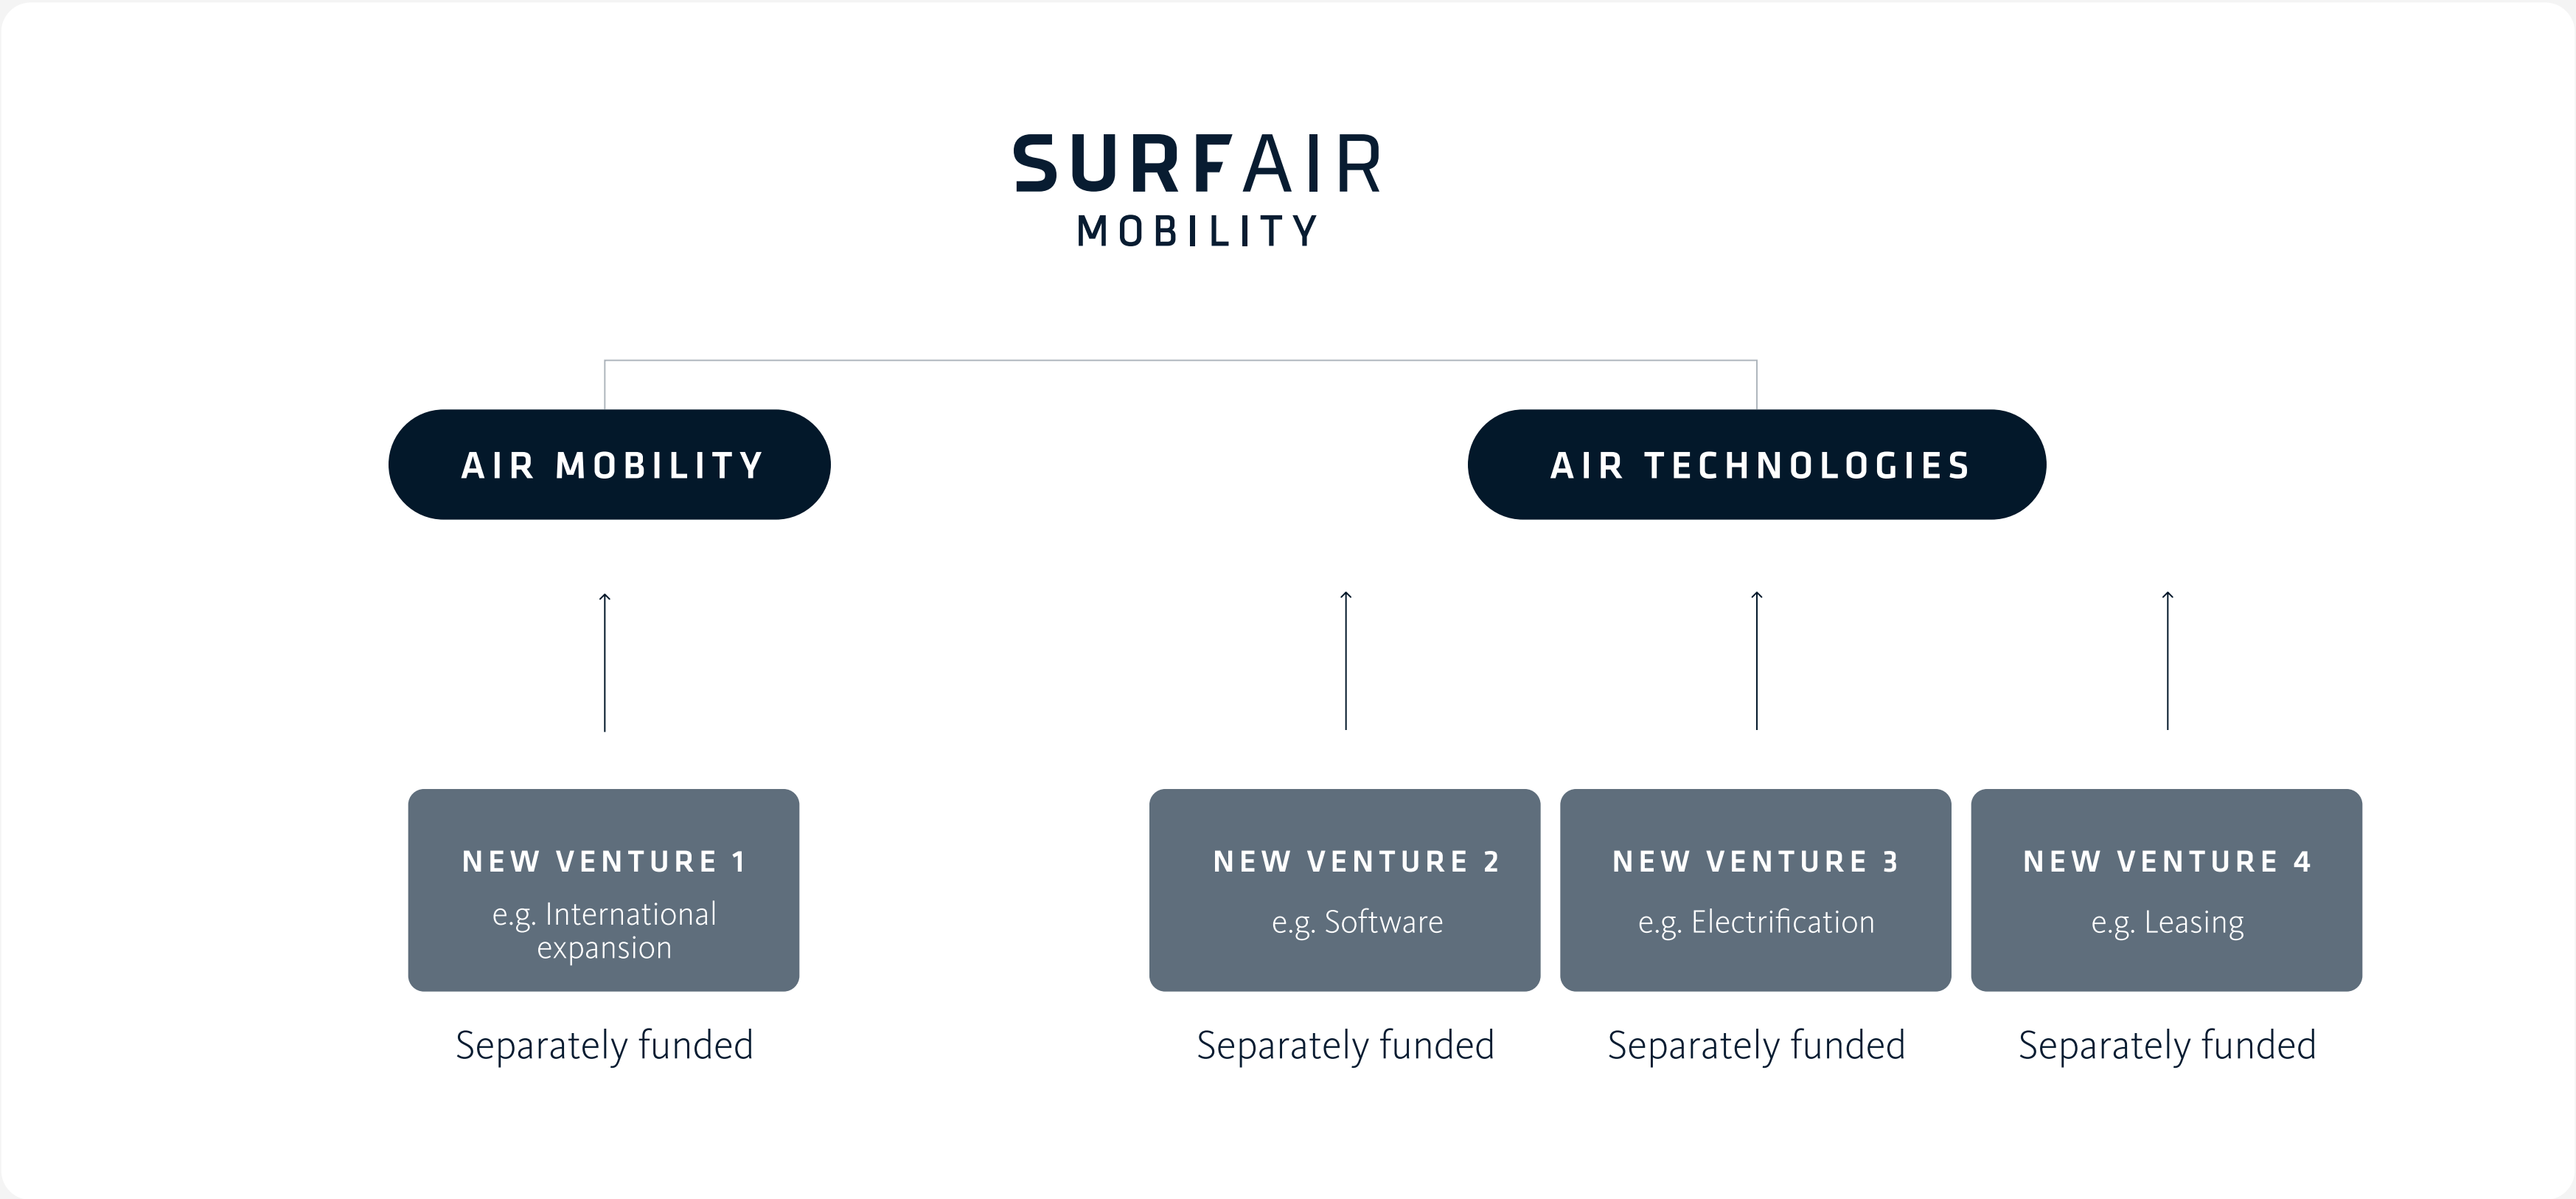 SURFAIR
MOBILITY
AIR MOBILITY
AIR TECHNOLOGIES
NEW VENTURE 1
e.g. International
expansion
NEW VENTURE 2
e.g. Software
NEW VENTURE 3
e.g. Electrification
NEW VENTURE 4
e.g. Leasing
Separately funded
Separately funded
Separately funded
Separately funded